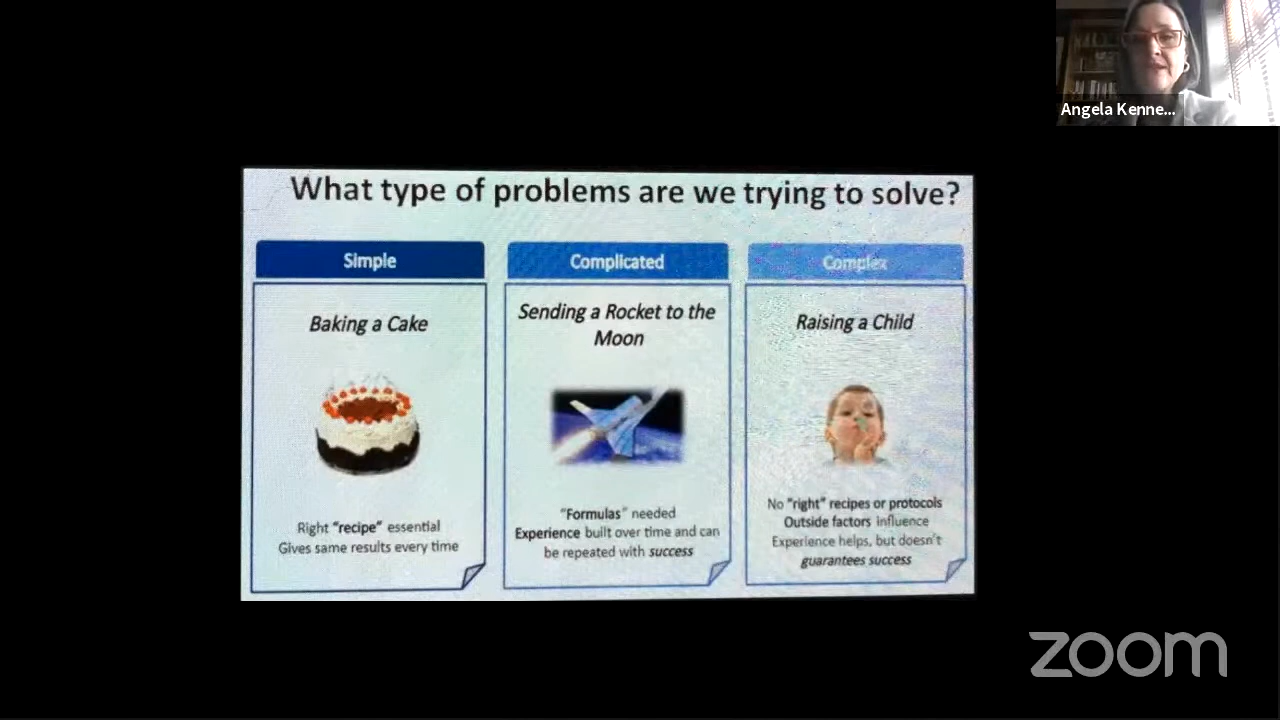 Angela Kenne...
What type of problems are we trying to solve?
Simple
Baking a Cake
Right “recipe” essential
Gives same results every time
Complicated
Sending a Rocket to the
Moon
“Formulas” needed
Experience built over time and can
be repeated with success
Complex
Raising a Child
No “right” recipes or protocols
Outside factors influence
Experience helps, but doesn't
guarantees success
zoom